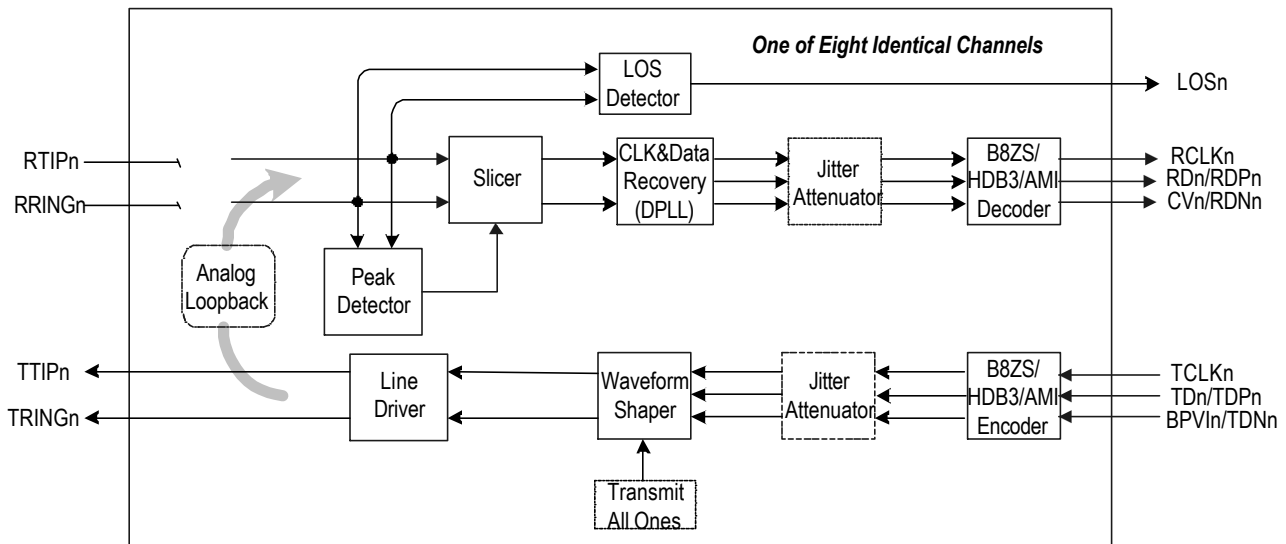 One of Eight Identical Channels
LOS
Detector
LOSn
RTIPn
RRINGn
Slicer
CLK&Data
Recovery
(DPLL)
Jitter
Attenuator
B8ZS/
HDB3/AMI
Decoder
RCLKn
RDn/RDPn
CVn/RDNn
Analog
Loopback
Peak
Detector
TTIPn
TRINGn
Line
Driver
Waveform
Shaper
Jitter
Attenuator
B8ZS/
HDB3/AMI
Encoder
TCLKn
TDn/TDPn
BPVIn/TDNn
Transmit
All Ones